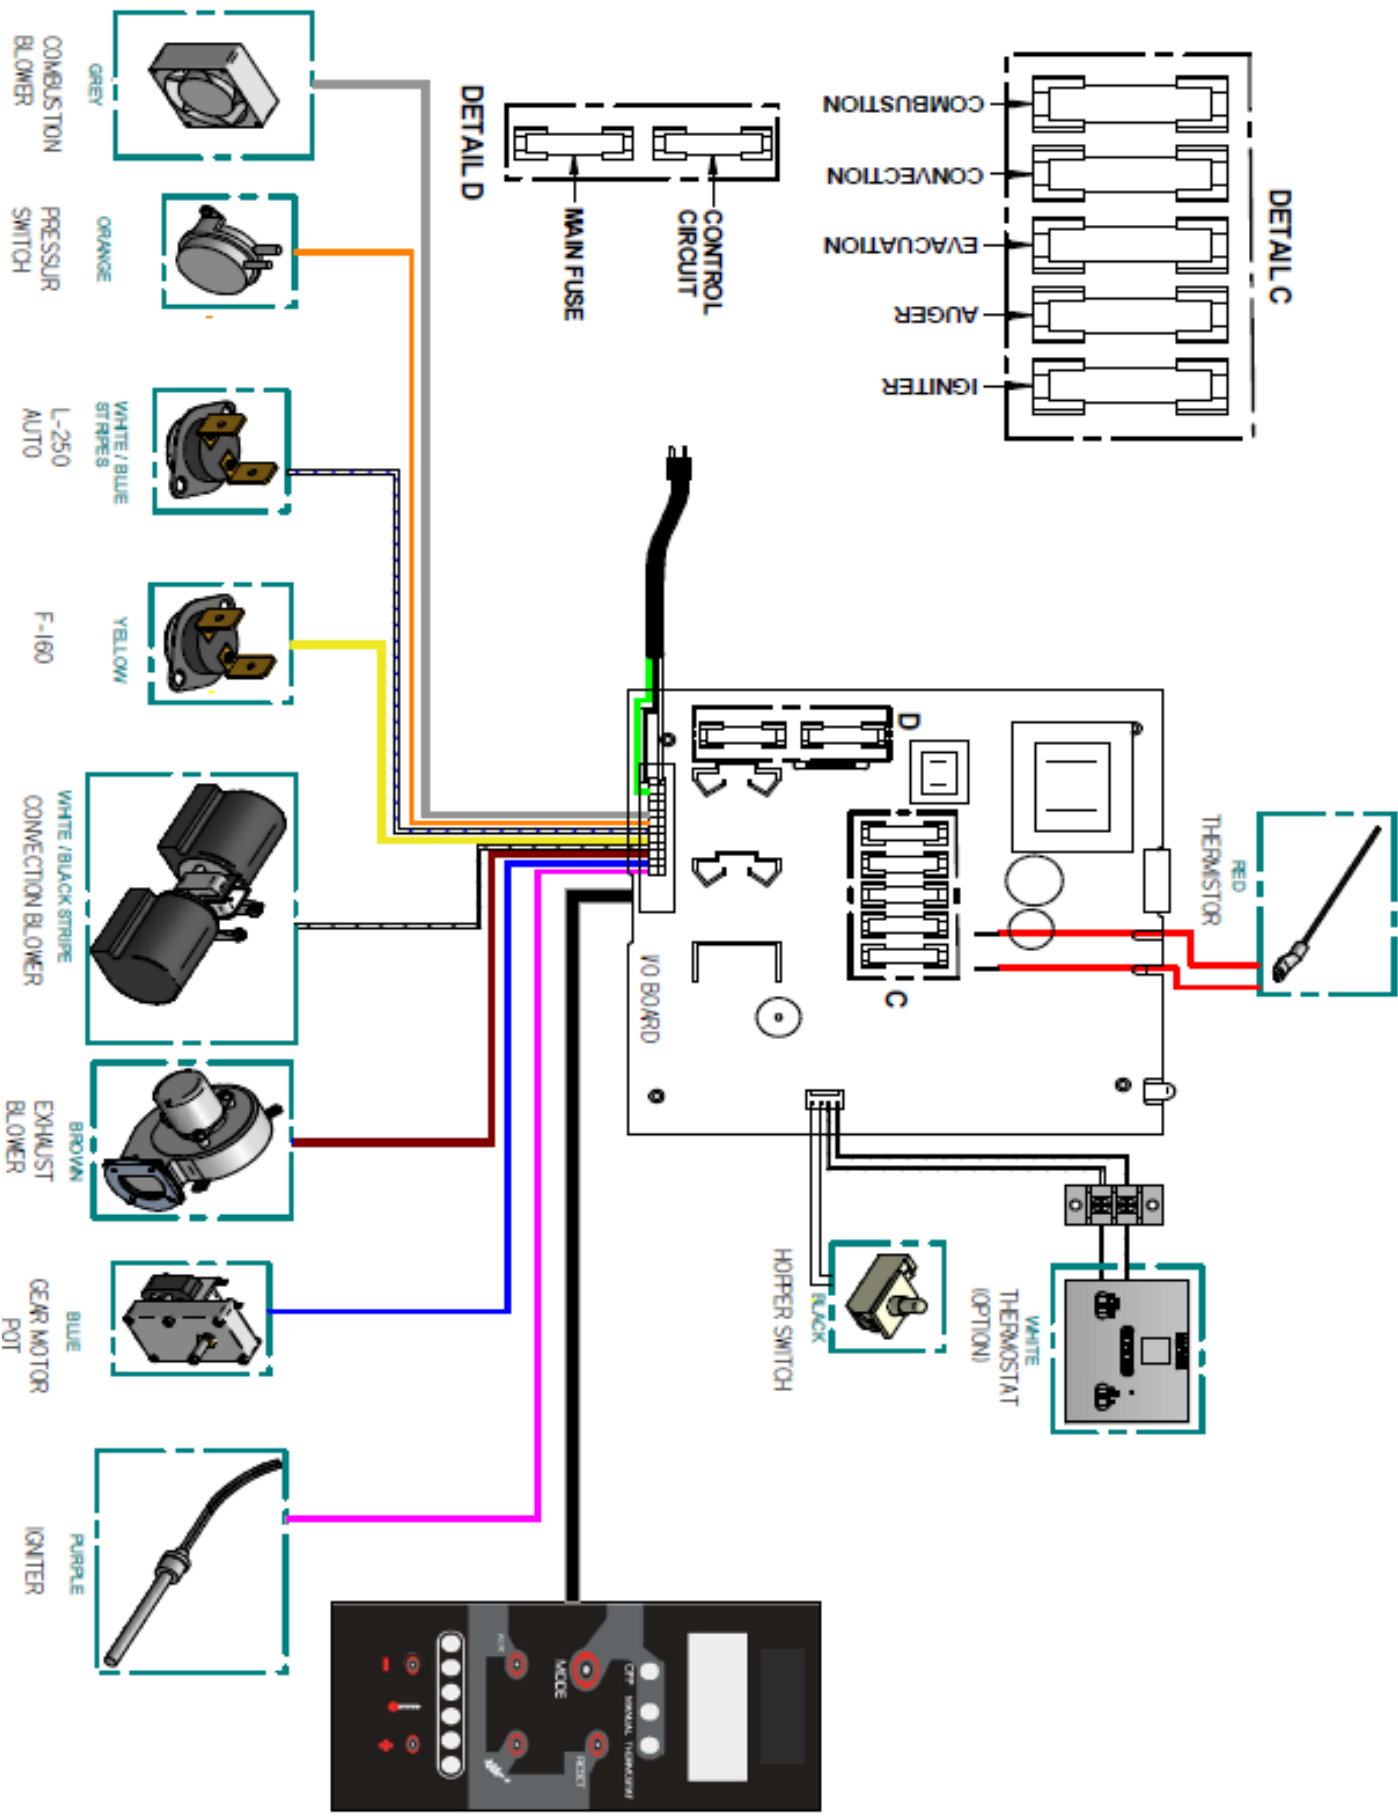 COMBUSTION
BLOWER
GREY
PRESSUR
SWITCH
ORANGE
L-250
AUTO
WHITE / BLUE
STRIPES
F-160
YELLOW
WHITE / BLACK STRIPE
CONVECTION BLOWER
EXHAUST
BLOWER
BROWN
GEAR MOTOR
POT
BLUE
IGNITER
PURPLE
DETAIL D
MAIN FUSE
CONTROL
CIRCUIT
DETAIL C
COMBUSTION
CONVECTION
EVACUATION
AUGER
IGNITER
D
C
I/O BOARD
RED
THERMISTOR
BLACK
HOPPER SWITCH
WHITE
THERMOSTAT
(OPTION)
OFF MANUAL THERMOSTAT
MODE
RESET
AUX
-
+